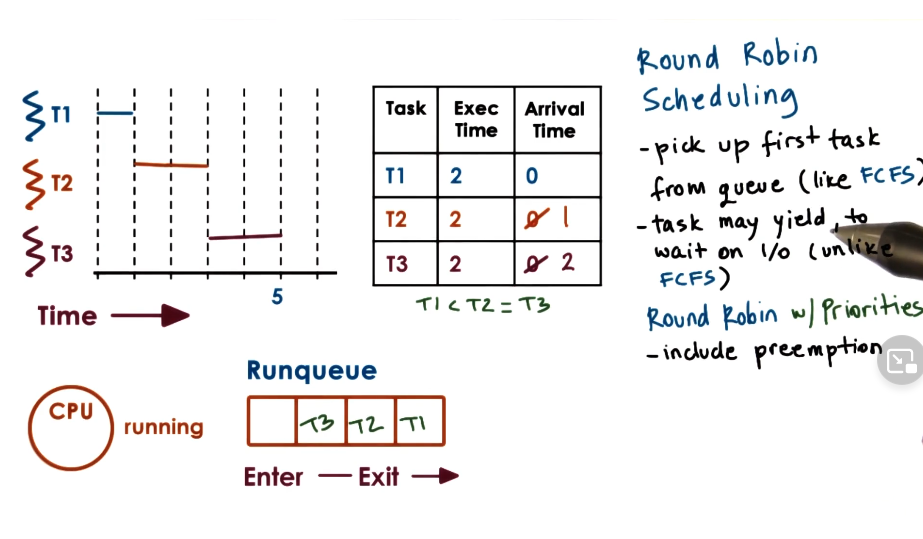 Round Robin
Scheduling
- pick up first task
from queue (like FCFS)
- task may yield, to
wait on I/o (unlike
FCFS)
Round Robin w/ Priorities
- include preemption
T1
T2
T3
5
Time
Task Exec Time Arrival Time
T1 2 0
T2 2 0 1
T3 2 0 2
T1 < T2 = T3
Runqueue
CPU
running
T3 T2 T1
Enter — Exit